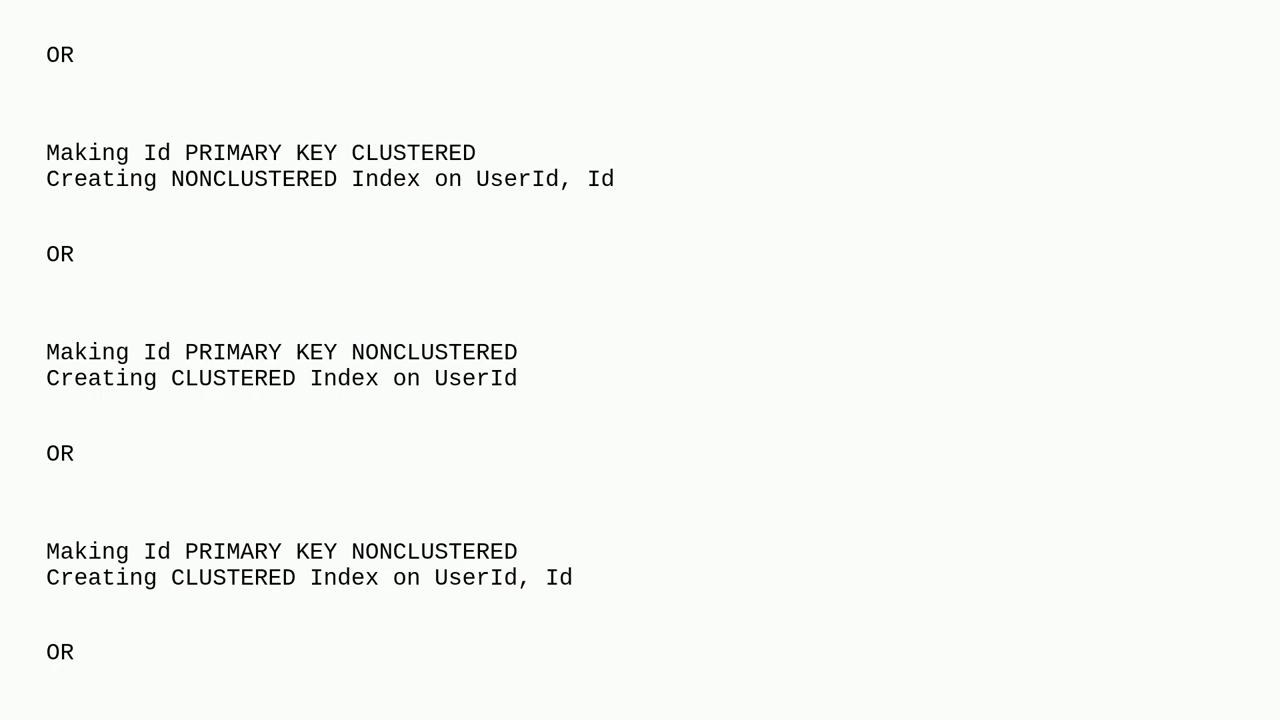 OR
Making Id PRIMARY KEY CLUSTERED
Creating NONCLUSTERED Index on UserId, Id
OR
Making Id PRIMARY KEY NONCLUSTERED
Creating CLUSTERED Index on UserId
OR
Making Id PRIMARY KEY NONCLUSTERED
Creating CLUSTERED Index on UserId, Id
OR